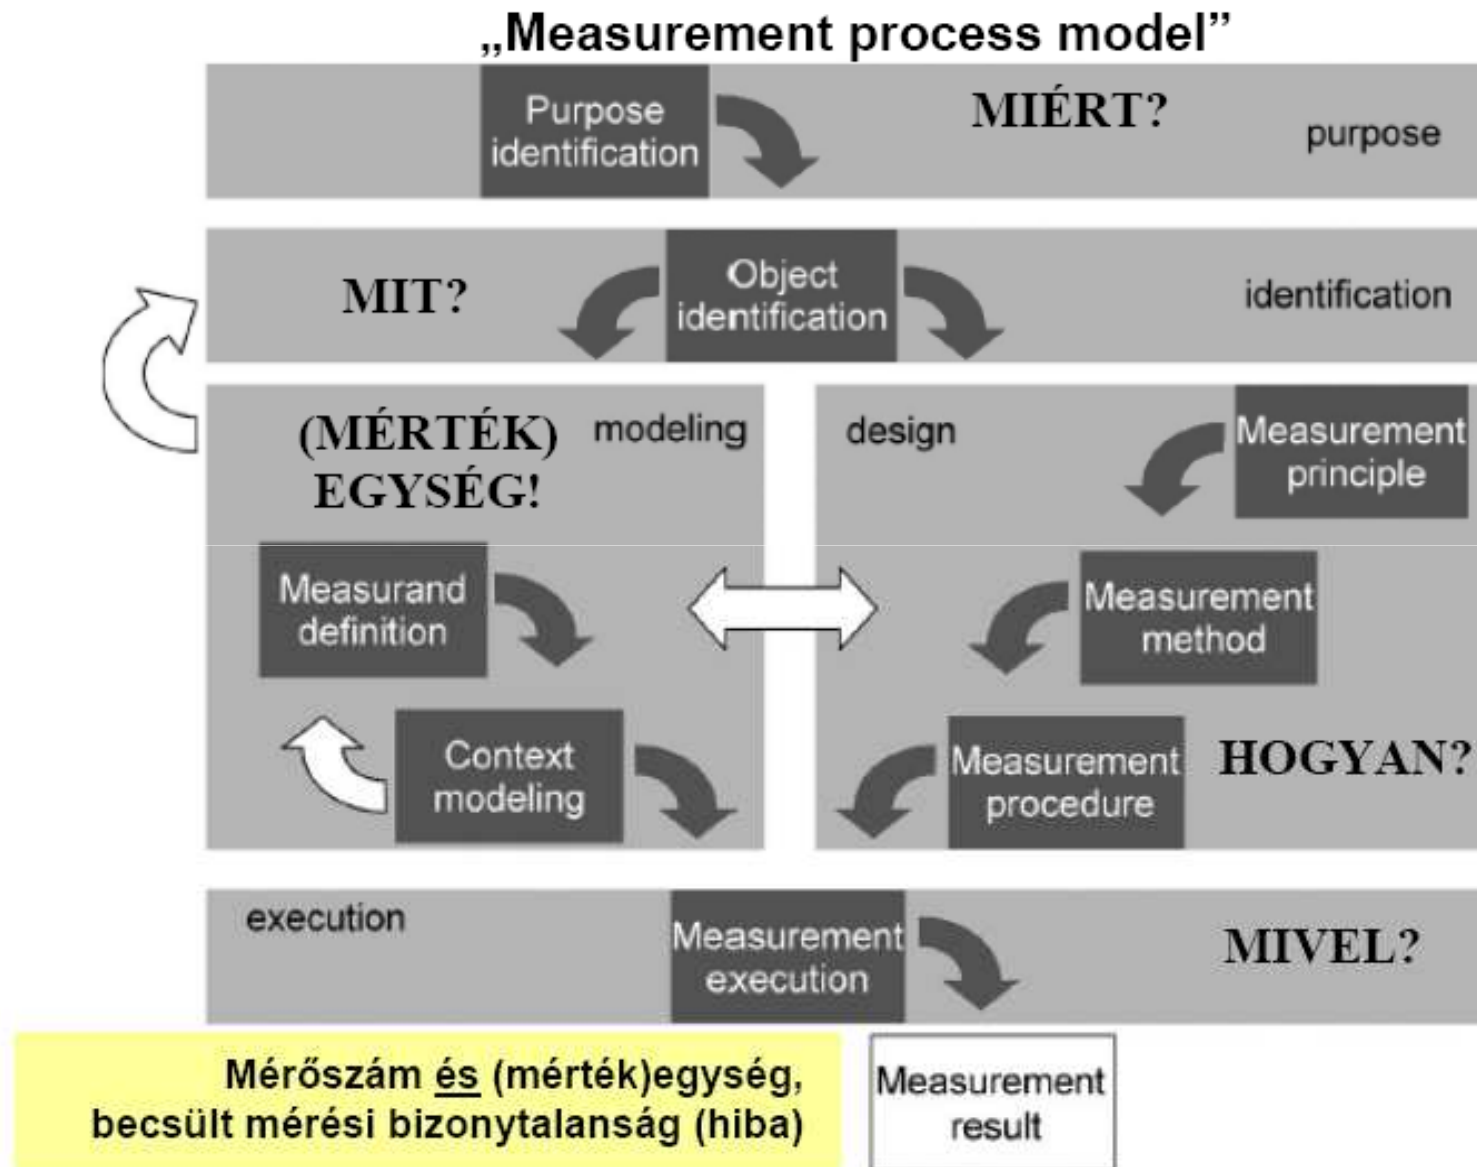 „Measurement process model”
Purpose
identification
MIÉRT?
purpose
MIT?
Object
identification
identification
(MÉRTÉK)
EGYSÉG!
modeling
Measurand
definition
Context
modeling
design
Measurement
principle
Measurement
method
Measurement
procedure
HOGYAN?
execution
Measurement
execution
MIVEL?
Mérőszám és (mérték)egység,
becsült mérési bizonytalanság (hiba)
Measurement
result